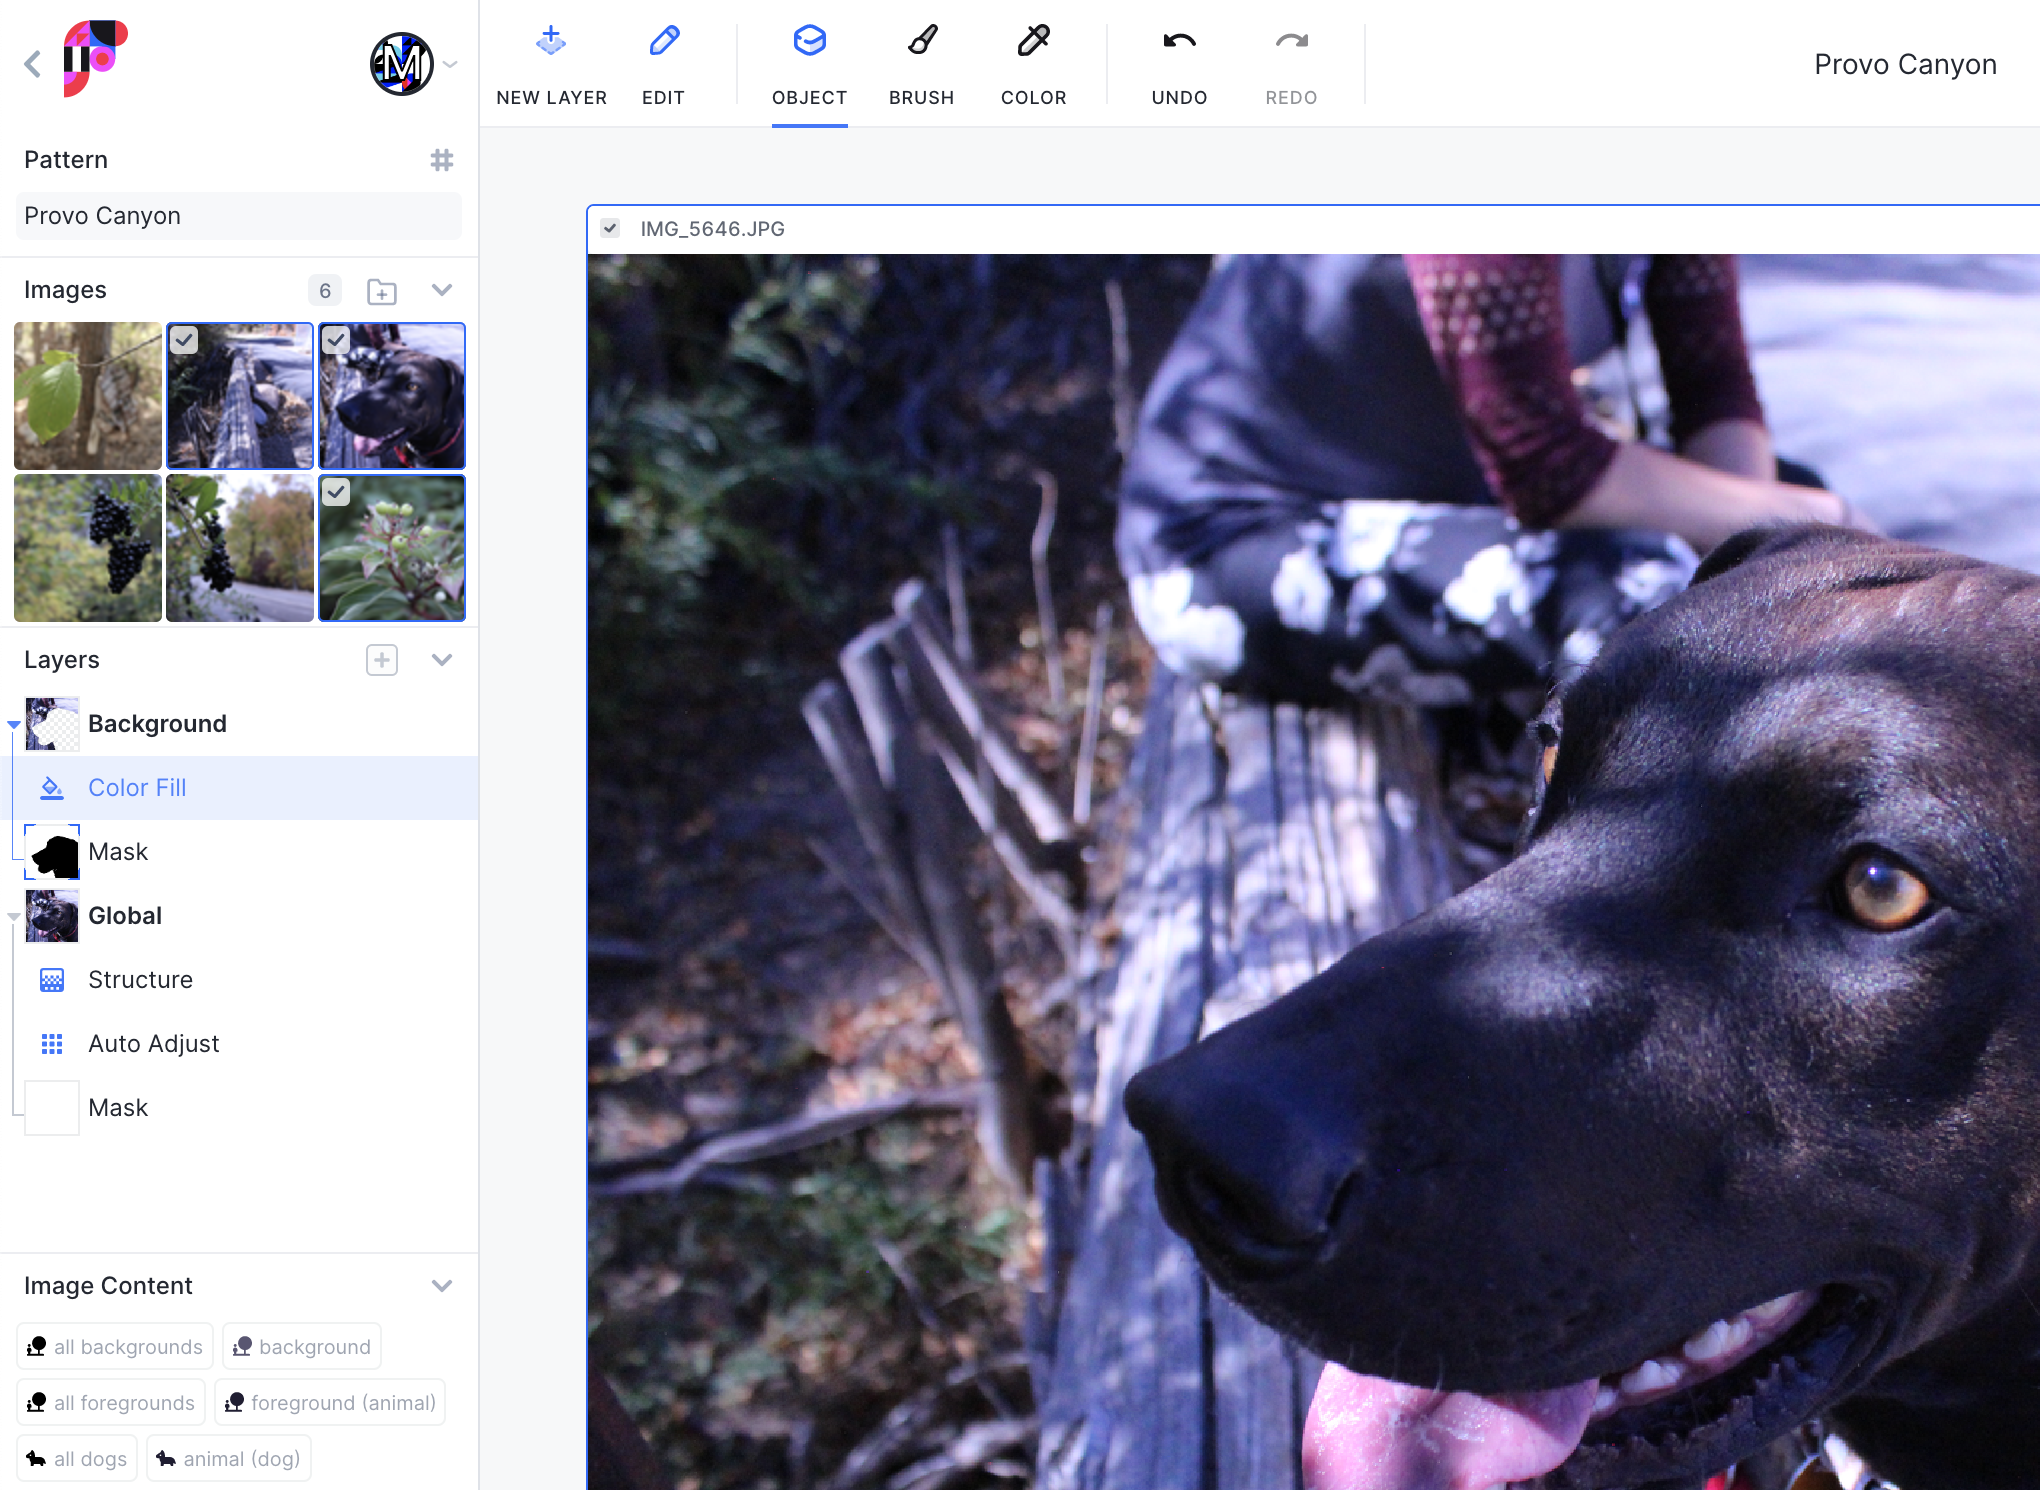 M
NEW LAYER
EDIT
OBJECT
BRUSH
COLOR
UNDO
REDO
Provo Canyon
Pattern
Provo Canyon
Images
6
IMG_5646.JPG
Layers
Background
Color Fill
Mask
Global
Structure
Auto Adjust
Mask
Image Content
all backgrounds
background
all foregrounds
foreground (animal)
all dogs
animal (dog)